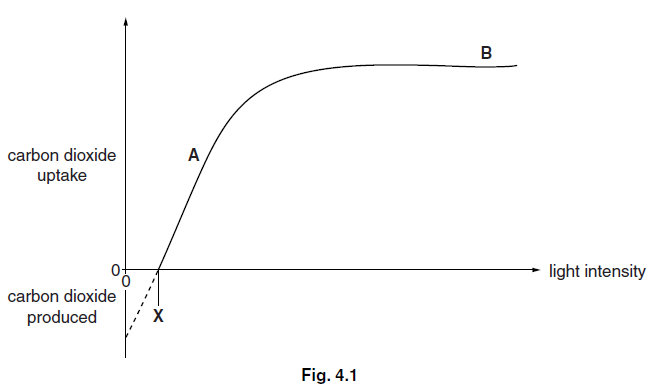 B
carbon dioxide
uptake
A
0
0
light intensity
carbon dioxide
produced
X
Fig. 4.1